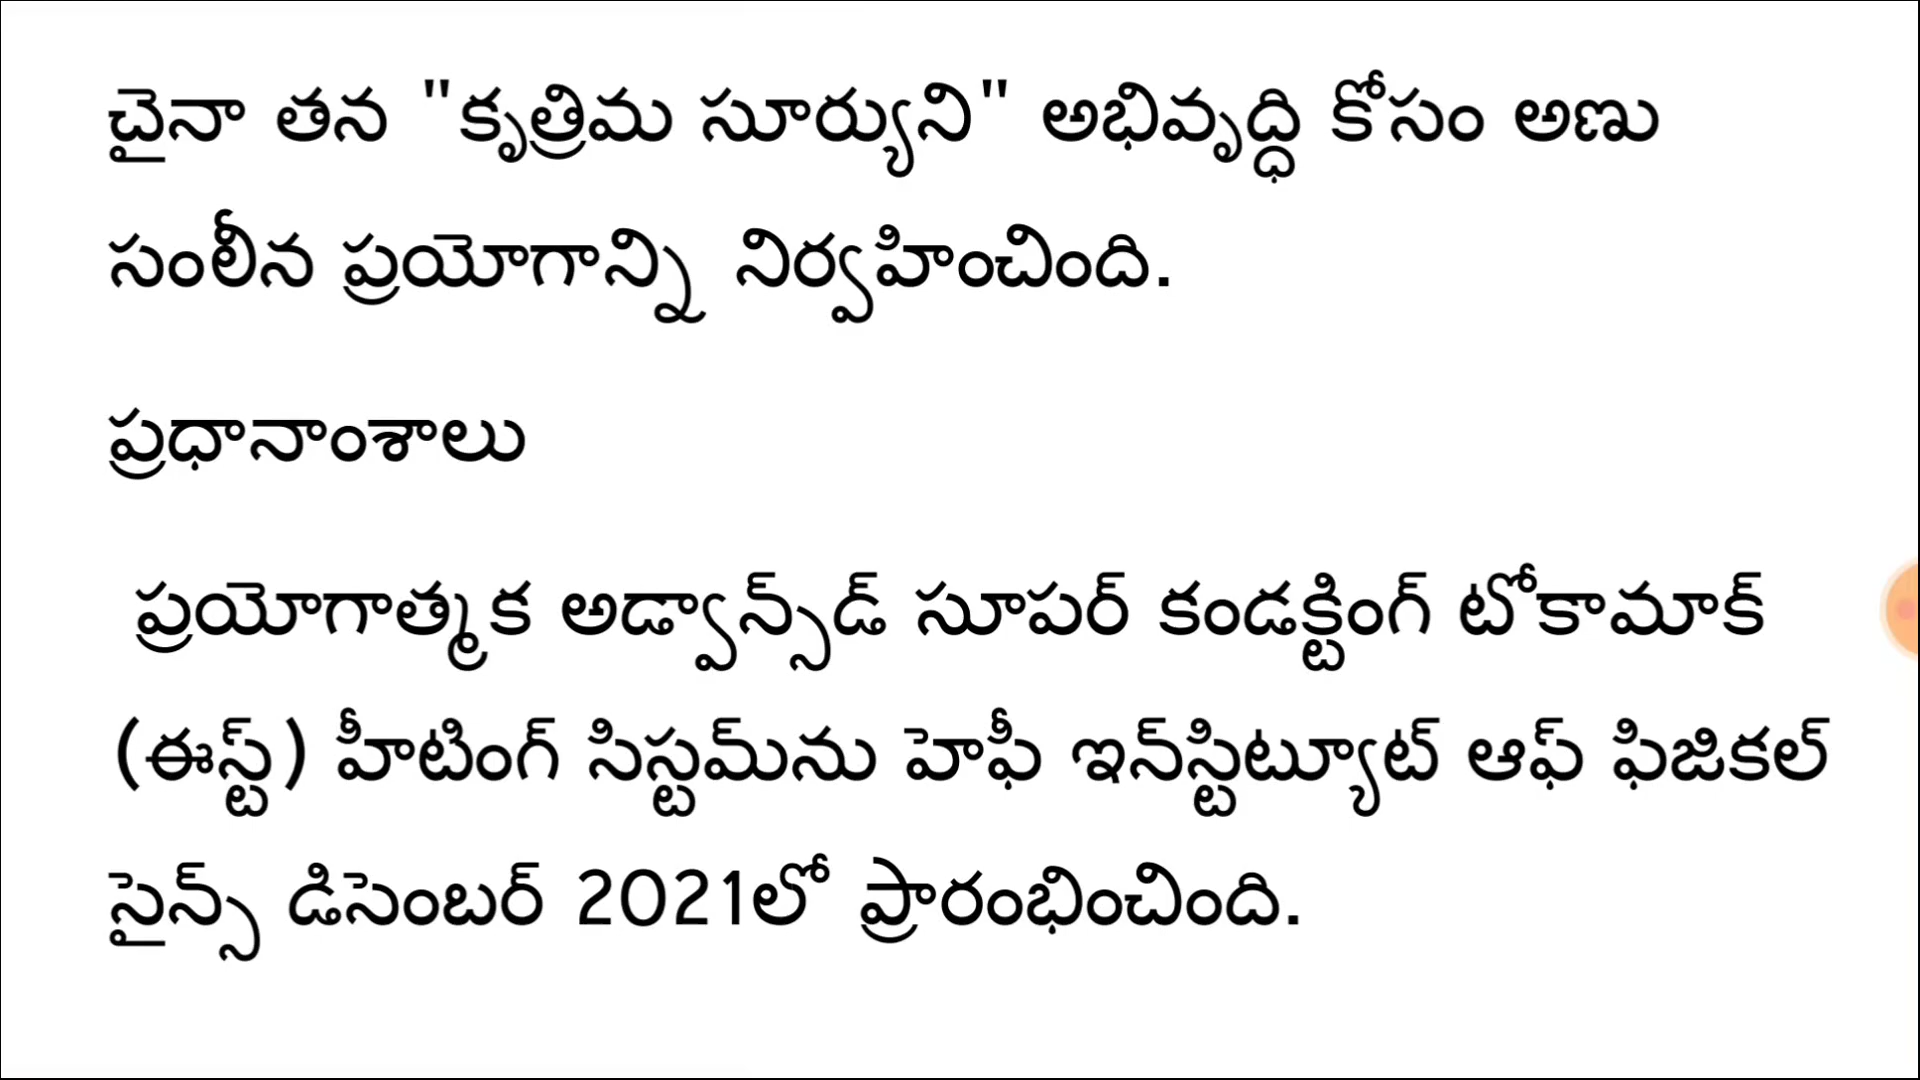 చైనా తన "కృత్రిమ సూర్యుని" అభివృద్ధి కోసం అణు
సంలీన ప్రయోగాన్ని నిర్వహించింది.
ప్రధానాంశాలు
ప్రయోగాత్మక అడ్వాన్స్‌డ్ సూపర్ కండక్టింగ్ టోకామాక్
(ఈస్ట్) హీటింగ్ సిస్టమ్‌ను హెఫీ ఇన్‌స్టిట్యూట్ ఆఫ్ ఫిజికల్
సైన్స్ డిసెంబర్ 2021లో ప్రారంభించింది.